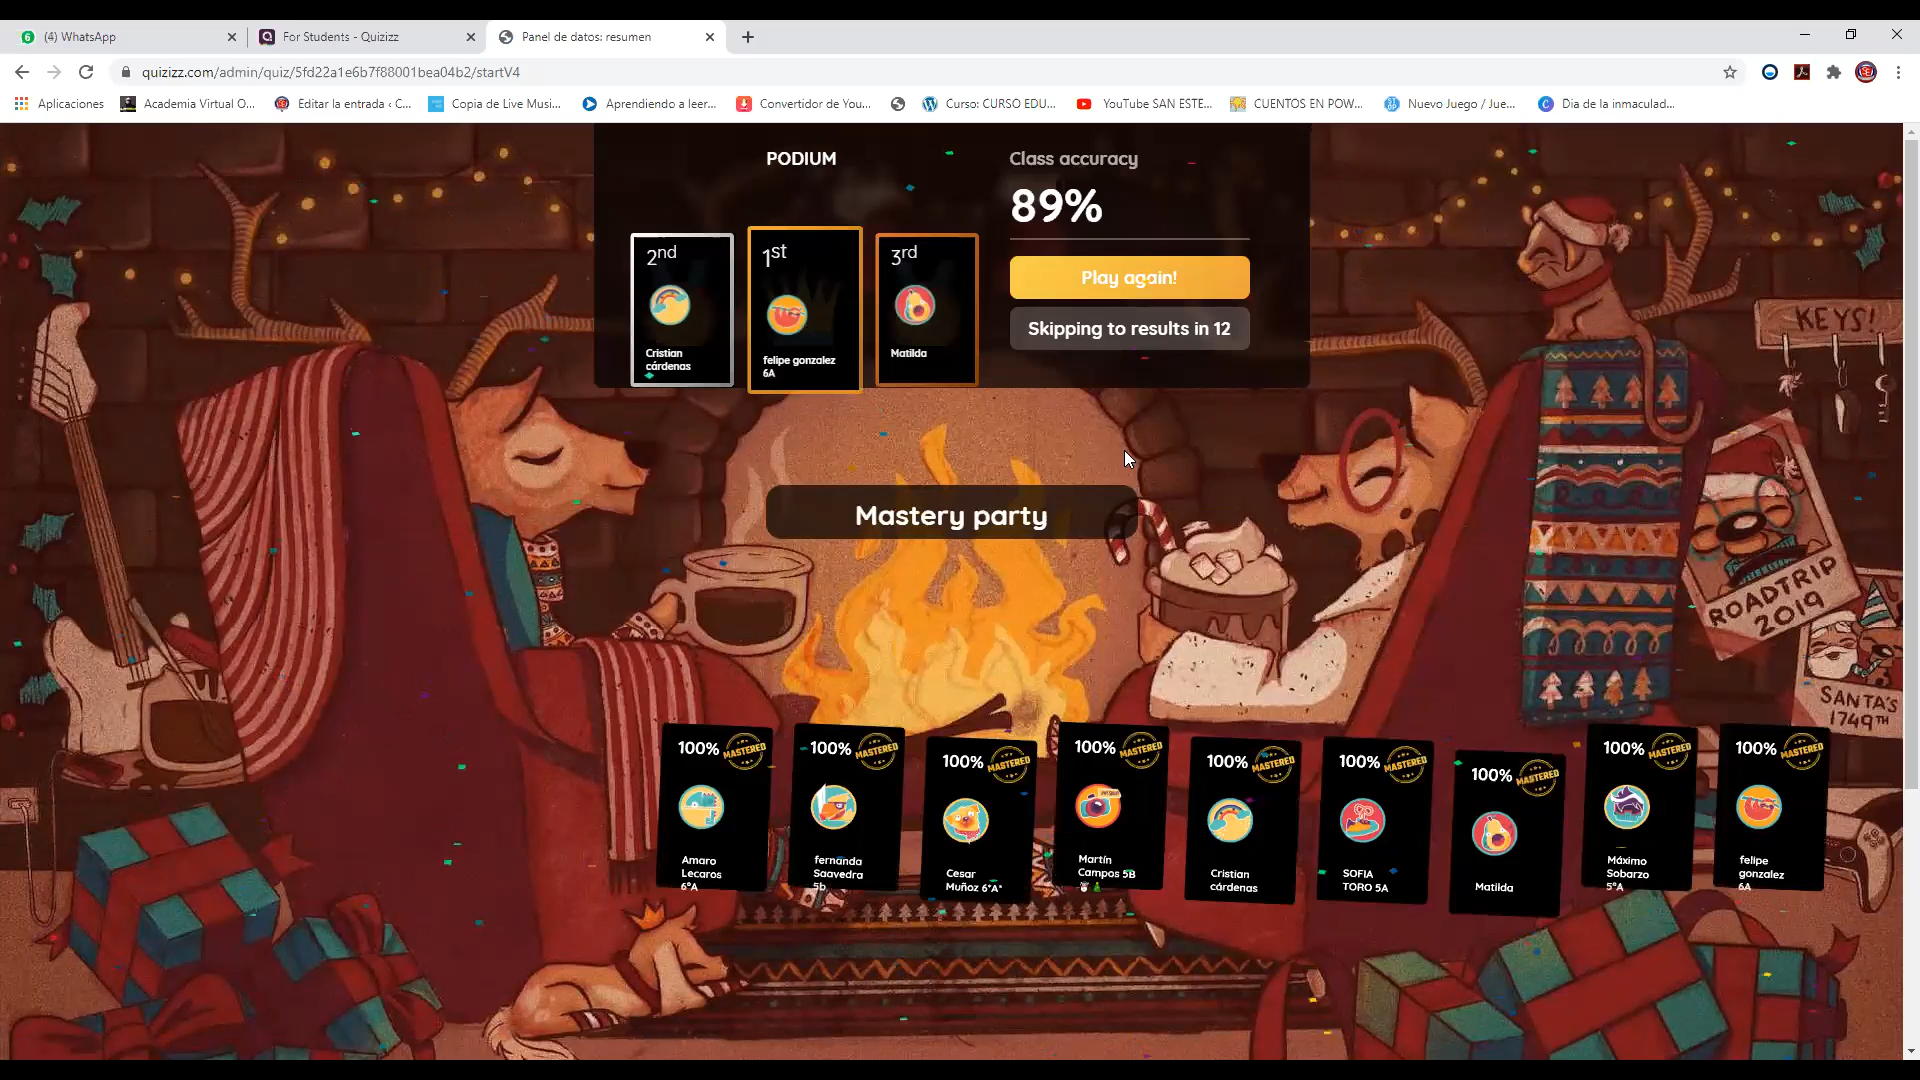 (4) WhatsApp
For Students - Quizizz
Panel de datos: resumen
quizizz.com/admin/quiz/5fd22a1e6b7f88001bea04b2/startV4
Aplicaciones
Academia Virtual O...
Editar la entrada ‹ C...
Copia de Live Musi...
Aprendiendo a leer...
Convertidor de You...
Curso: CURSO EDU...
YouTube SAN ESTE...
CUENTOS EN POW...
Nuevo Juego / Jue...
Dia de la inmaculad...
PODIUM
2nd
Cristian
cárdenas
1st
felipe gonzalez
6A
3rd
Matilda
Class accuracy
89%
Play again!
Skipping to results in 12
KEYS!
Mastery party
ROADTRIP
2019
SANTA'S
1749TH
100%
MASTERED
Amaro
Lecaros
6°A
100%
MASTERED
fernanda
Saavedra
5b
100%
MASTERED
Cesar
Muñoz 6°A"
100%
MASTERED
Martín
Campos 5B
100%
MASTERED
Cristian
cárdenas
100%
MASTERED
SOFIA
TORO 5A
100%
MASTERED
Matilda
100%
MASTERED
Máximo
Sobarzo
5°A
100%
MASTERED
felipe
gonzalez
6A